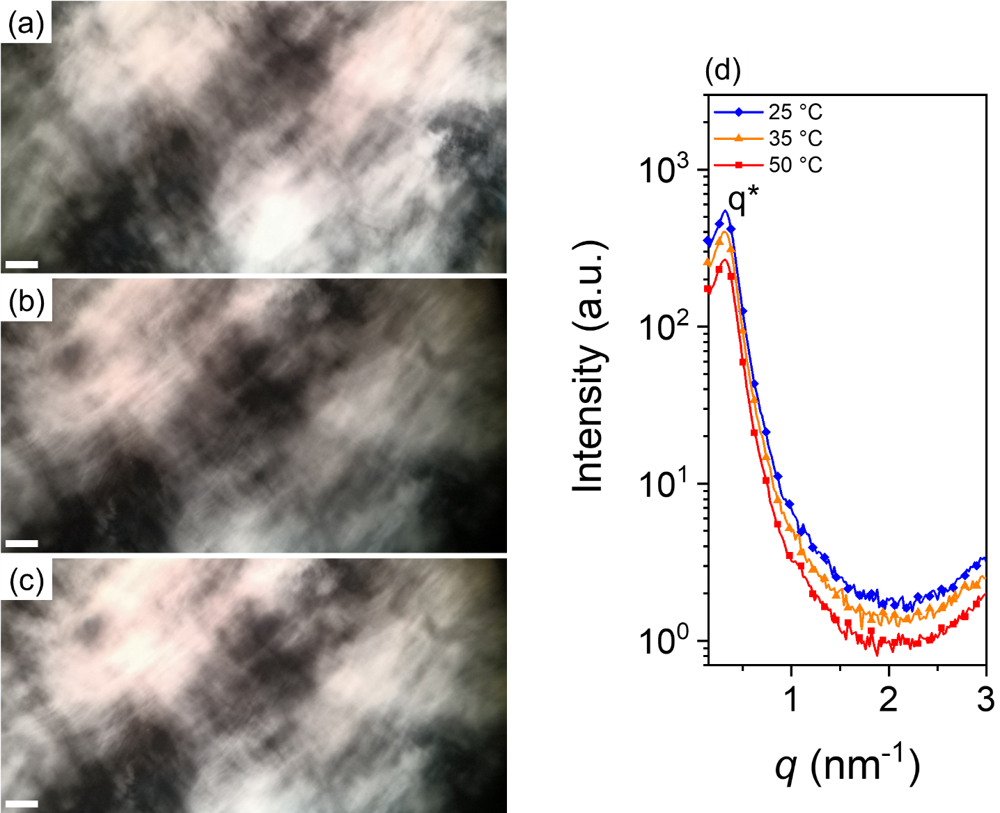 (a)
(b)
(c)
(d)
25 °C
35 °C
50 °C
q*
10³
10²
10¹
10⁰
Intensity (a.u.)
1 2 3
q (nm⁻¹)